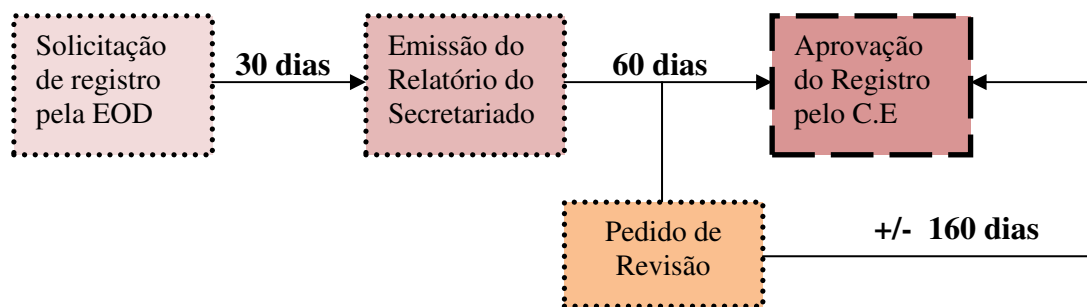 Solicitação
de registro
pela EOD
30 dias
Emissão do
Relatório do
Secretariado
60 dias
Aprovação
do Registro
pelo C.E
Pedido de
Revisão
+/- 160 dias